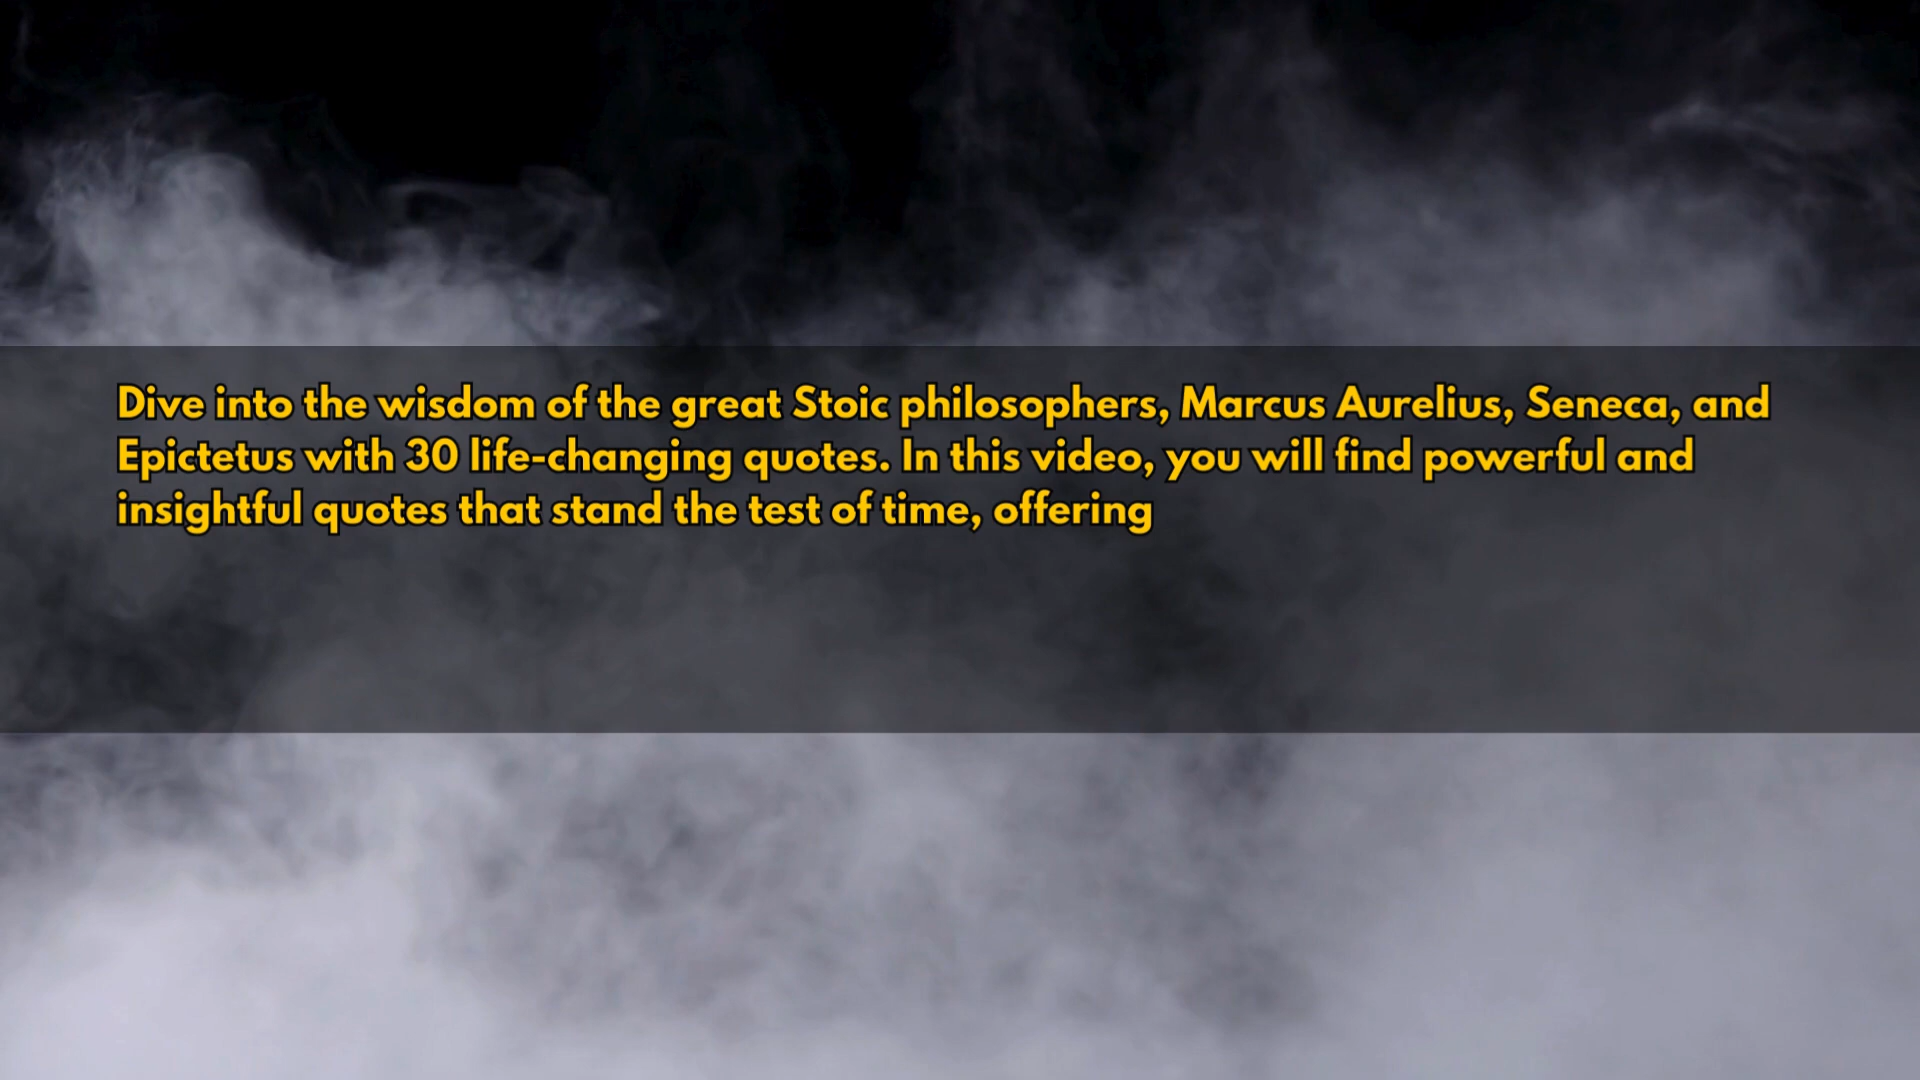 Dive into the wisdom of the great Stoic philosophers, Marcus Aurelius, Seneca, and
Epictetus with 30 life-changing quotes. In this video, you will find powerful and
insightful quotes that stand the test of time, offering